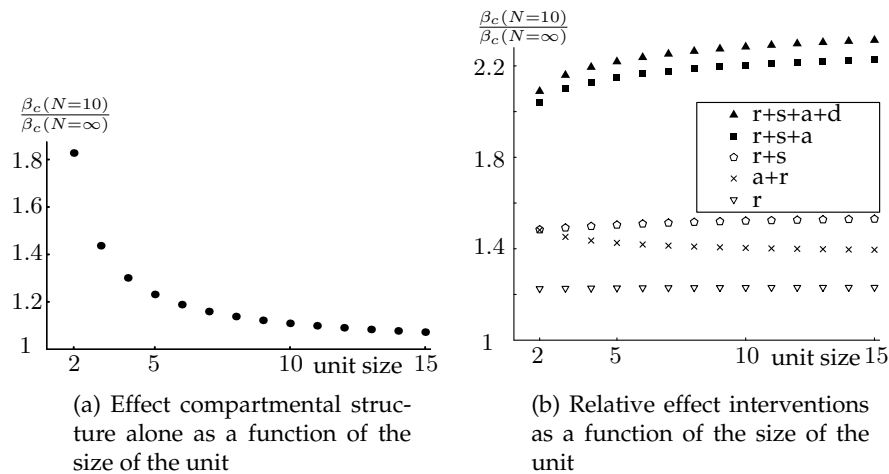 β_c(N=10)
β_c(N=∞)
1.8
1.6
1.4
1.2
1
2
5
10
unit size
15
(a) Effect compartmental struc-
ture alone as a function of the
size of the unit
β_c(N=10)
β_c(N=∞)
2.2
1.8
1.4
1
r+s+a+d
r+s+a
r+s
a+r
r
2
5
10
unit size
15
(b) Relative effect interventions
as a function of the size of the
unit